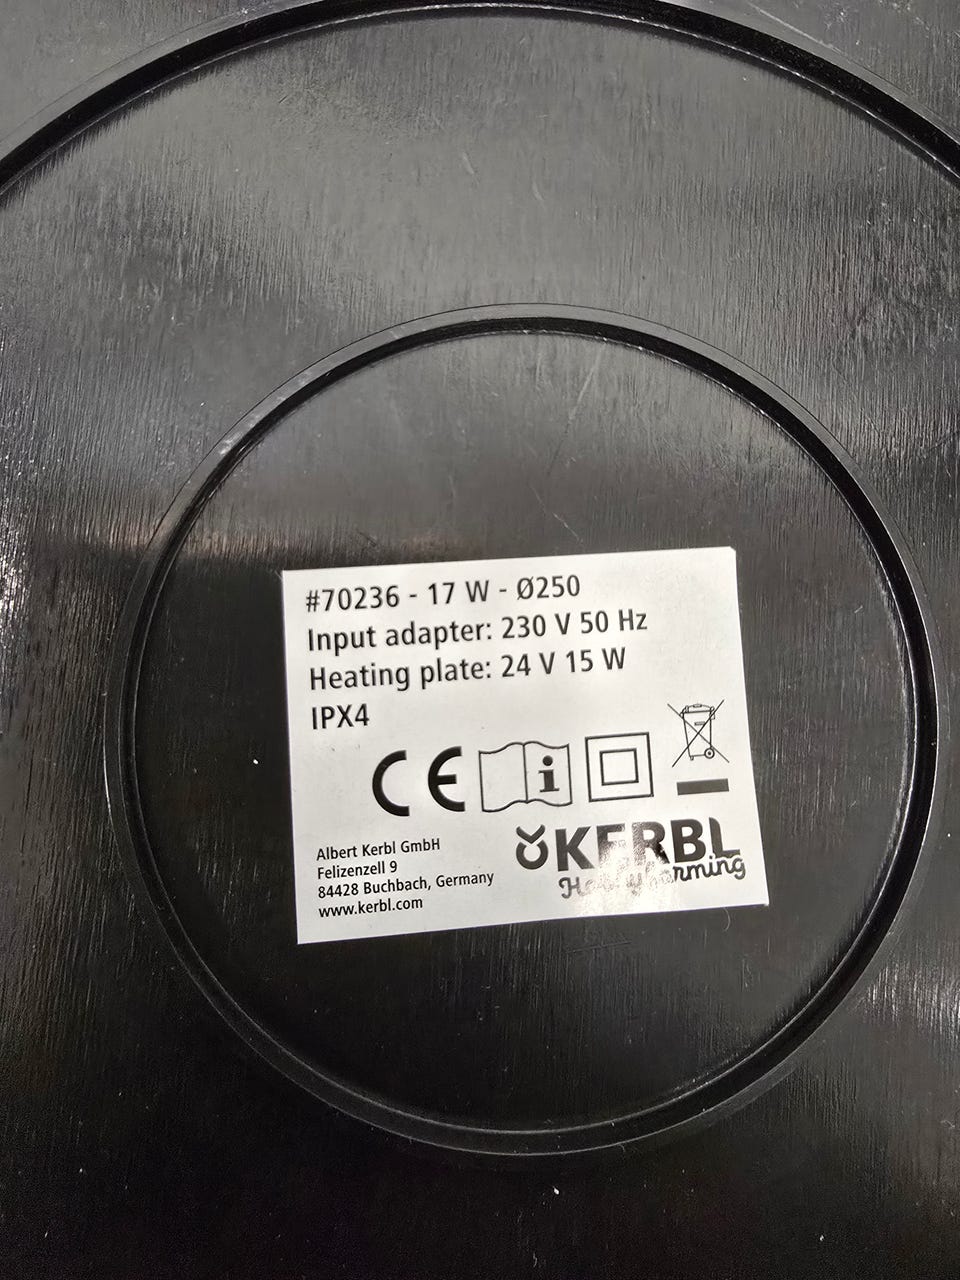 #70236 - 17 W - Ø250
Input adapter: 230 V 50 Hz
Heating plate: 24 V 15 W
IPX4
CE
i
Albert Kerbl GmbH
Felizenzell 9
84428 Buchbach, Germany
www.kerbl.com
KERBL
Hobbyfarming